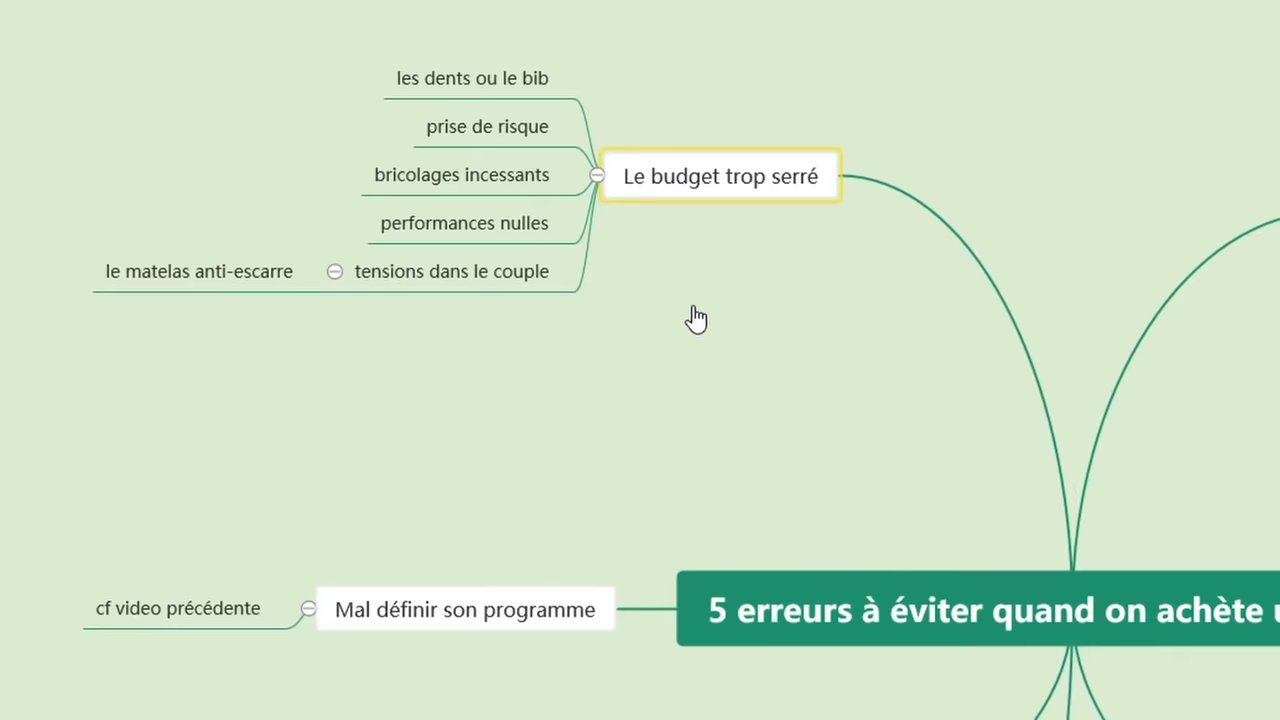 les dents ou le bib
prise de risque
bricolages incessants
Le budget trop serré
performances nulles
le matelas anti-escarre
tensions dans le couple
cf video précédente
Mal définir son programme
5 erreurs à éviter quand on achète